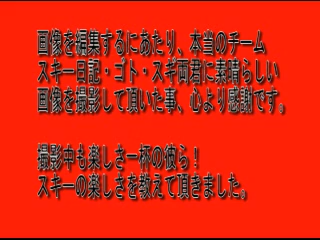 画像を編集するにあたり、本当のチーム
スキー日記・ゴト・スギ両君に素晴らしい
画像を撮影して頂いた事、心より感謝です。
撮影中も楽しさ一杯の彼ら！
スキーの楽しさを教えて頂きました。